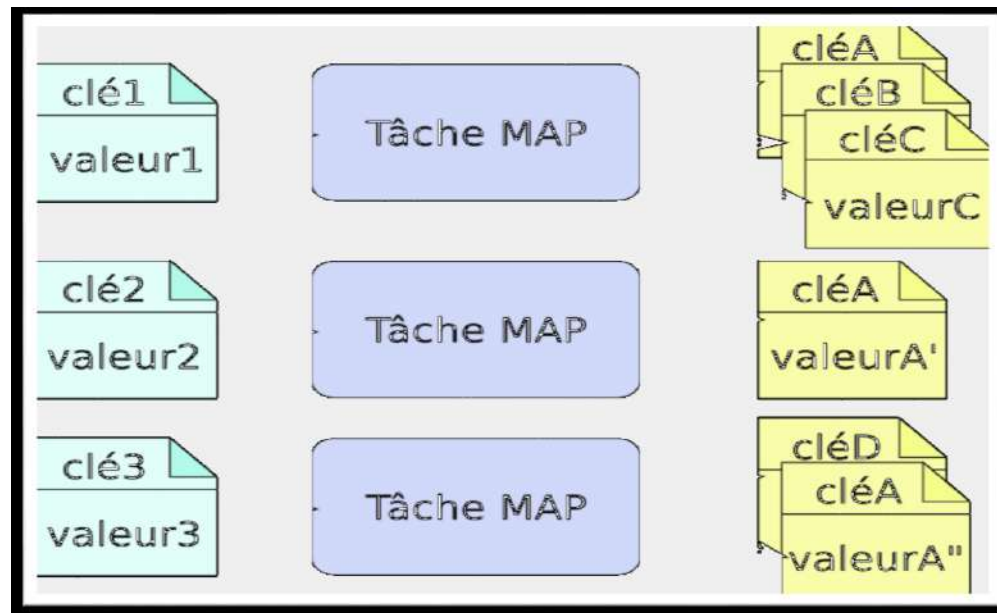 clé1
valeur1
Tâche MAP
cléA
cléB
cléC
valeurC
clé2
valeur2
Tâche MAP
cléA
valeurA'
clé3
valeur3
Tâche MAP
cléD
cléA
valeurA"